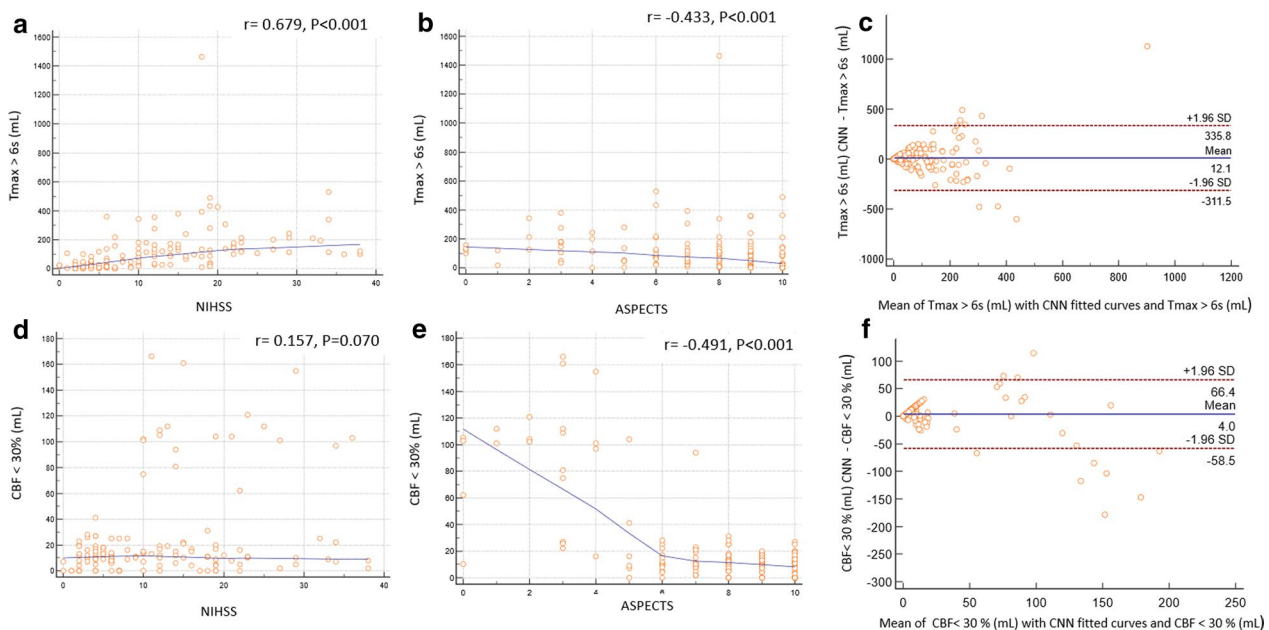 a
r= 0.679, P<0.001
Tmax > 6s (mL)
1600
1400
1200
1000
800
600
400
200
0
0 10 20 30 40
NIHSS
b
r= -0.433, P<0.001
Tmax > 6s (mL)
1600
1400
1200
1000
800
600
400
200
0
0 2 4 6 8 10
ASPECTS
c
Tmax > 6s (mL) CNN - Tmax > 6s (mL)
1000
500
0
-500
-1000
+1.96 SD
335.8
Mean
12.1
-1.96 SD
-311.5
0 200 400 600 800 1000 1200
Mean of Tmax > 6s (mL) with CNN fitted curves and Tmax > 6s (mL)
d
r= 0.157, P=0.070
CBF < 30% (mL)
180
160
140
120
100
80
60
40
20
0
0 10 20 30 40
NIHSS
e
r= -0.491, P<0.001
CBF < 30% (mL)
180
160
140
120
100
80
60
40
20
0
0 2 4 6 8 10
ASPECTS
f
CBF< 30 % (mL) CNN - CBF < 30 % (mL)
100
50
0
-50
-100
-150
-200
-250
-300
+1.96 SD
66.4
Mean
4.0
-1.96 SD
-58.5
0 50 100 150 200 250
Mean of CBF< 30 % (mL) with CNN fitted curves and CBF < 30 % (mL)